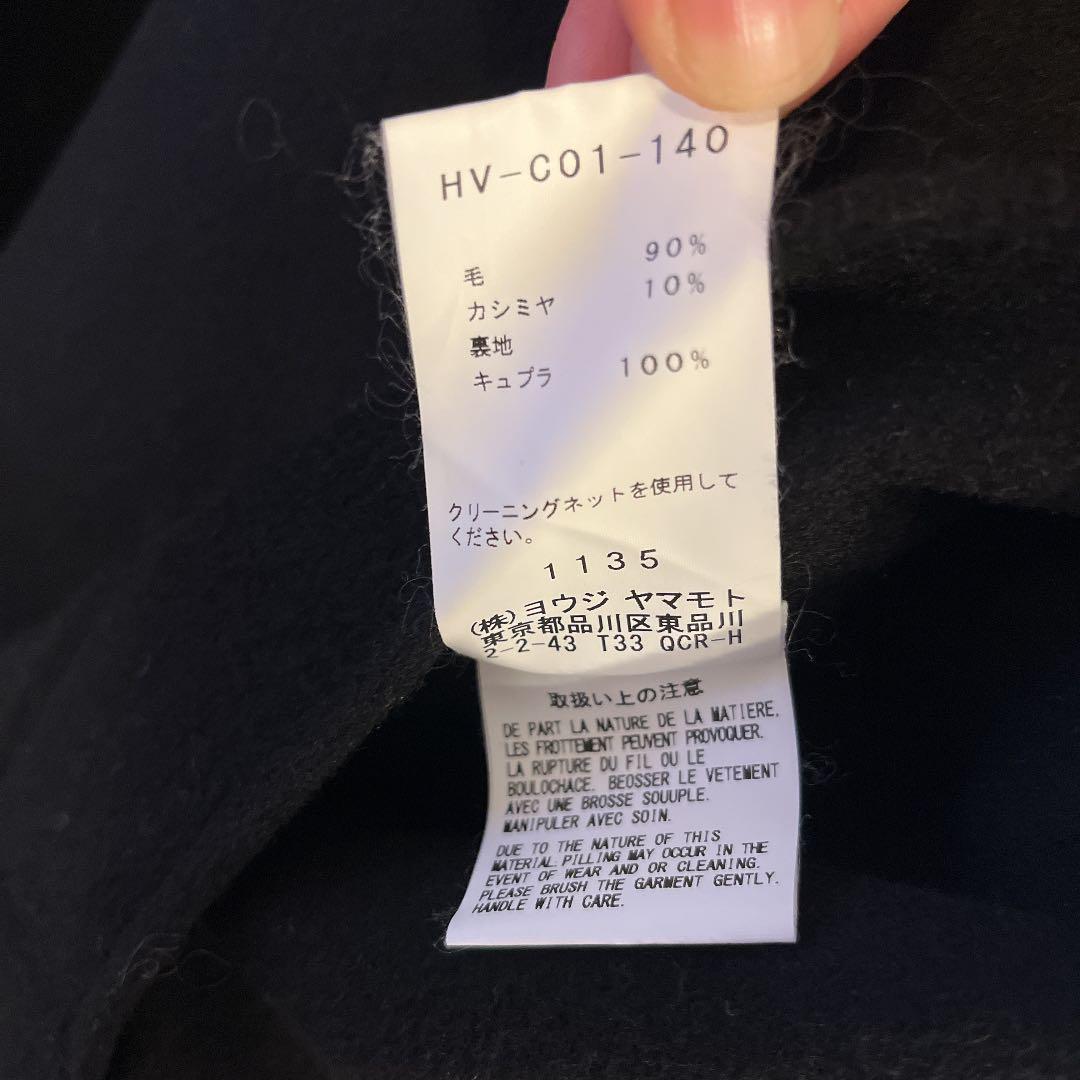 HV-C01-140
毛 90%
カシミヤ 10%
裏地
キュプラ 100%
クリーニングネットを使用して
ください。
1135
(株)ヨウジ ヤマモト
東京都品川区東品川
2-2-43 T33 QCR-H
取扱い上の注意
DE PART LA NATURE DE LA MATIERE,
LES FROTTEMENT PEUVENT PROVOQUER.
LA RUPTURE DU FIL OU LE
BOULOCHACE. BEOSSER LE VETEMENT
AVEC UNE BROSSE SOUUPLE.
MANIPULER AVEC SOIN.
DUE TO THE NATURE OF THIS
MATERIAL.PILLING MAY OCCUR IN THE
EVENT OF WEAR AND OR CLEANING.
PLEASE BRUSH THE GARMENT GENTLY.
HANDLE WITH CARE.